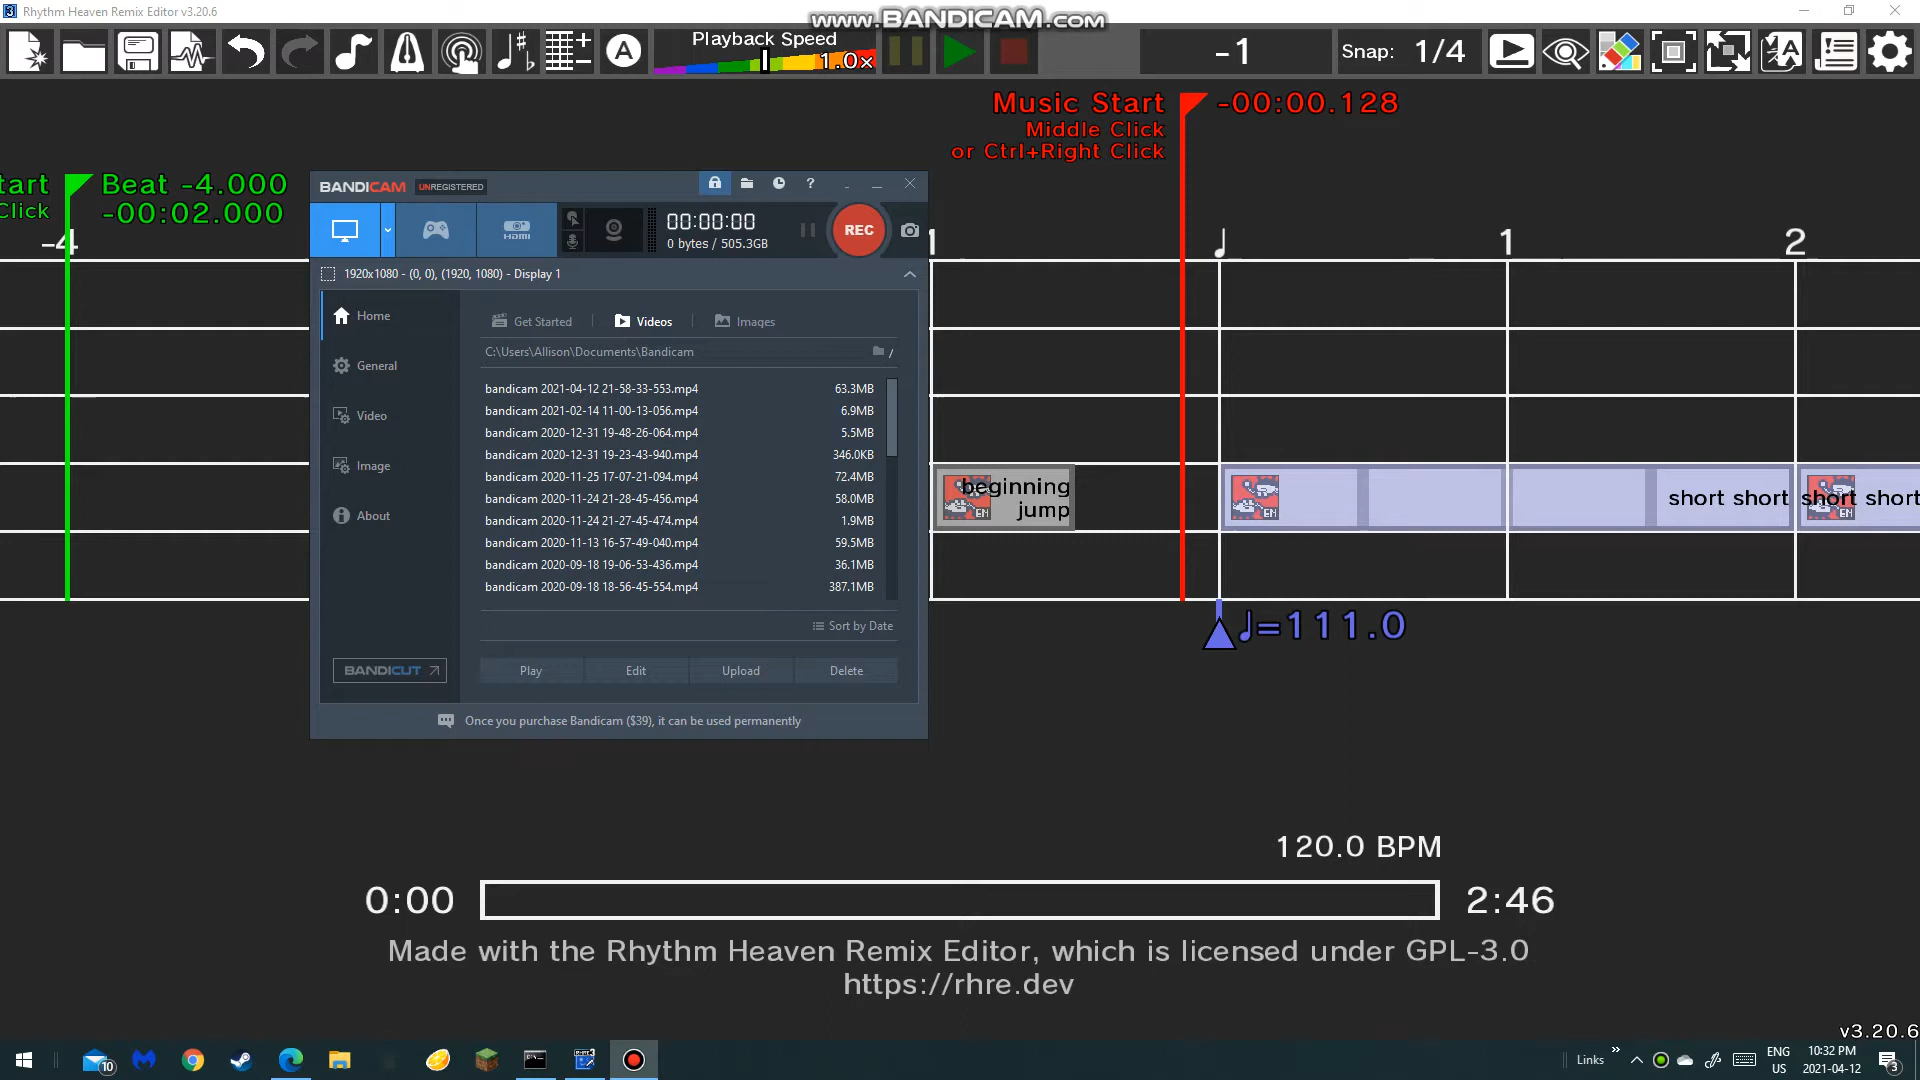 Rhythm Heaven Remix Editor v3.20.6
www.BANDICAM.com
A
Playback Speed
1.0x
-1
Snap: 1/4
A
Music Start
-00:00.128
Middle Click
or Ctrl+Right Click
tart
Beat -4.000
Click
-00:02.000
-4
1
1
2
BANDICAM
UNREGISTERED
?
HDMI
00:00:00
0 bytes / 505.3GB
REC
1920x1080 - (0, 0), (1920, 1080) - Display 1
Home
General
Video
Image
About
BANDICUT
Get Started
Videos
Images
C:\Users\Allison\Documents\Bandicam
/
bandicam 2021-04-12 21-58-33-553.mp4 63.3MB
bandicam 2021-02-14 11-00-13-056.mp4 6.9MB
bandicam 2020-12-31 19-48-26-064.mp4 5.5MB
bandicam 2020-12-31 19-23-43-940.mp4 346.0KB
bandicam 2020-11-25 17-07-21-094.mp4 72.4MB
bandicam 2020-11-24 21-28-45-456.mp4 58.0MB
bandicam 2020-11-24 21-27-45-474.mp4 1.9MB
bandicam 2020-11-13 16-57-49-040.mp4 59.5MB
bandicam 2020-09-18 19-06-53-436.mp4 36.1MB
bandicam 2020-09-18 18-56-45-554.mp4 387.1MB
Sort by Date
Play
Edit
Upload
Delete
Once you purchase Bandicam ($39), it can be used permanently
beginning
jump
EN
EN
short short
short short
EN
♩=111.0
120.0 BPM
0:00
2:46
Made with the Rhythm Heaven Remix Editor, which is licensed under GPL-3.0
https://rhre.dev
v3.20.6
10
Links
»
ENG
US
10:32 PM
2021-04-12
3